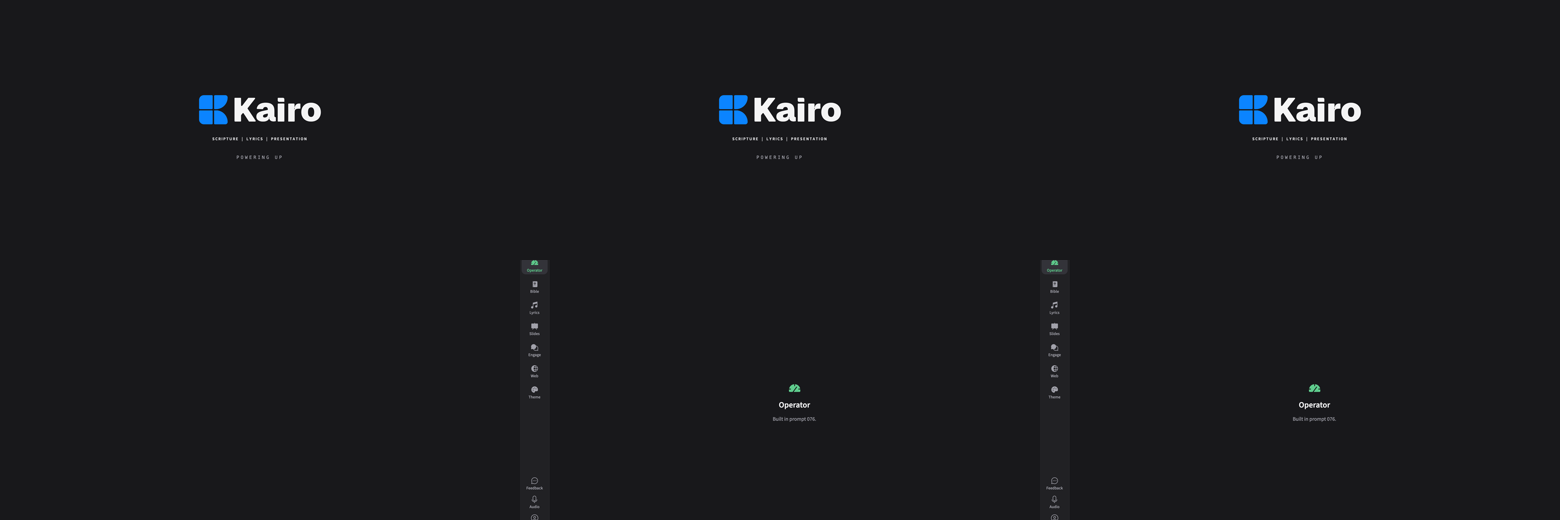 Kairo
SCRIPTURE | LYRICS | PRESENTATION
POWERING UP
Kairo
SCRIPTURE | LYRICS | PRESENTATION
POWERING UP
Kairo
SCRIPTURE | LYRICS | PRESENTATION
POWERING UP
Operator
Bible
Lyrics
Slides
Engage
Web
Theme
Feedback
Audio
Operator
Built in prompt 076.
Operator
Bible
Lyrics
Slides
Engage
Web
Theme
Feedback
Audio
Operator
Built in prompt 076.